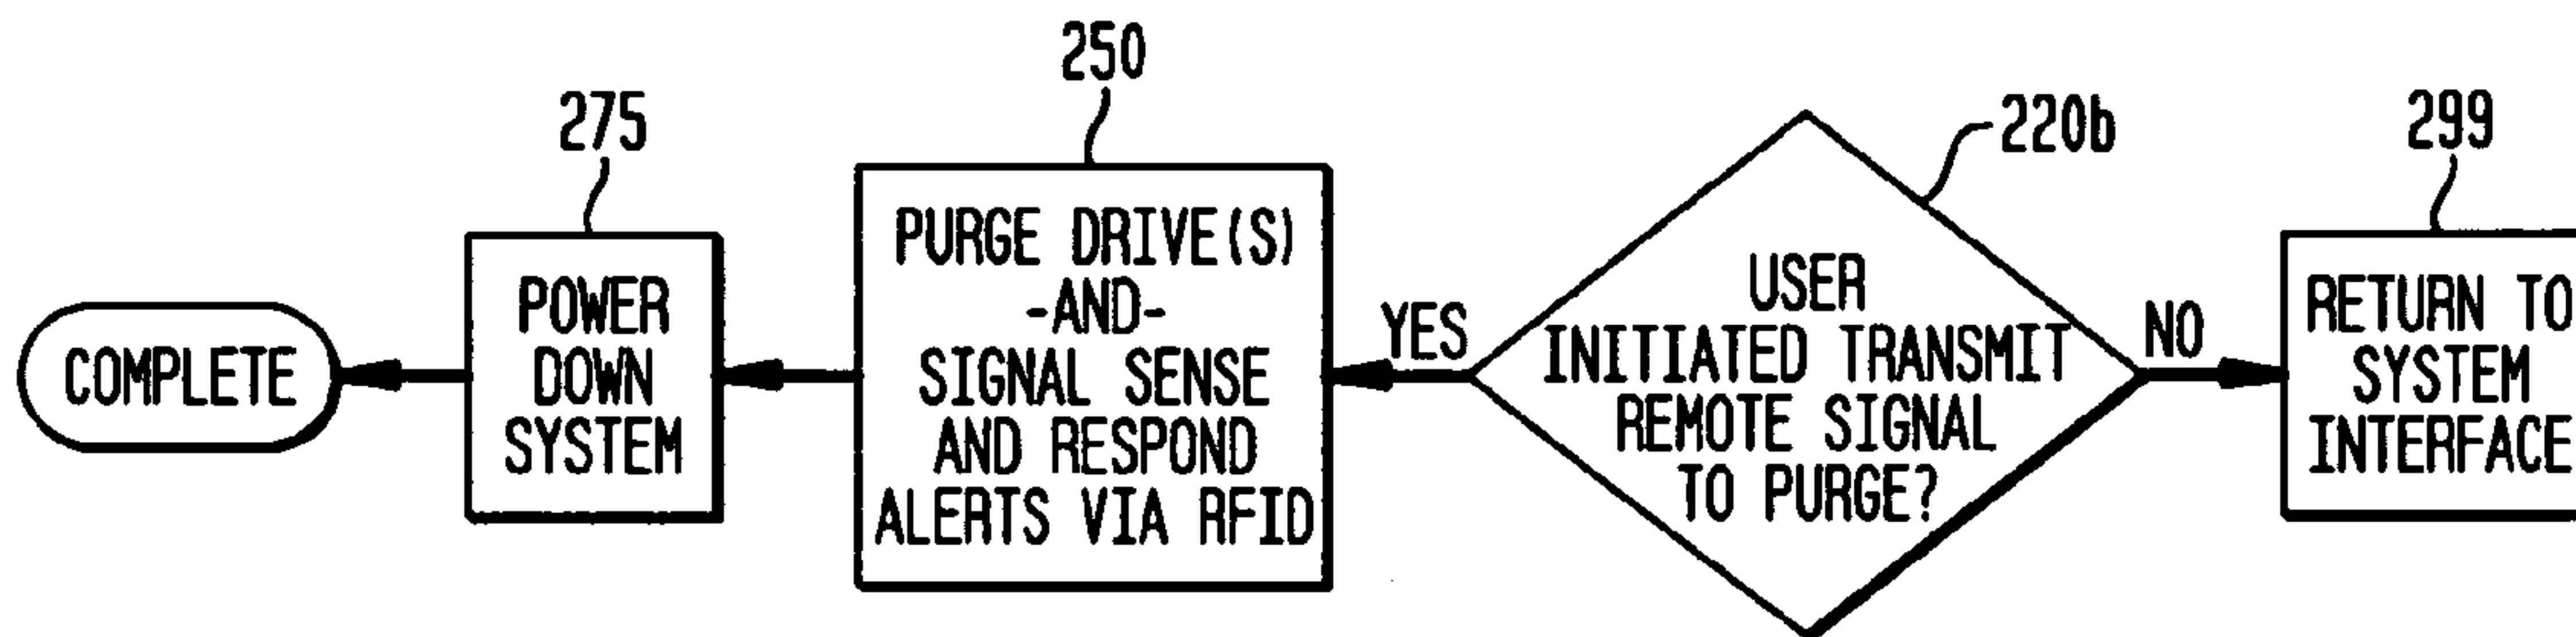 250
275
220b
299
COMPLETE
POWER
DOWN
SYSTEM
PURGE DRIVE(S)
-AND-
SIGNAL SENSE
AND RESPOND
ALERTS VIA RFID
YES
USER
INITIATED TRANSMIT
REMOTE SIGNAL
TO PURGE?
NO
RETURN TO
SYSTEM
INTERFACE